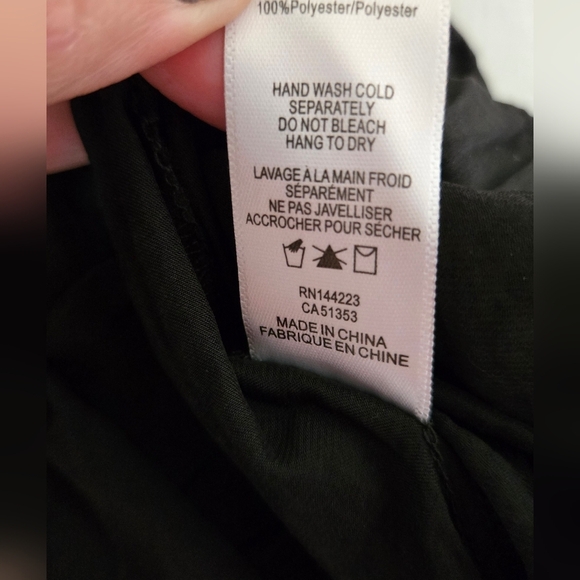 100%Polyester/Polyester
HAND WASH COLD
SEPARATELY
DO NOT BLEACH
HANG TO DRY
LAVAGE À LA MAIN FROID
SÉPARÉMENT
NE PAS JAVELLISER
ACCROCHER POUR SÉCHER
RN144223
CA51353
MADE IN CHINA
FABRIQUE EN CHINE